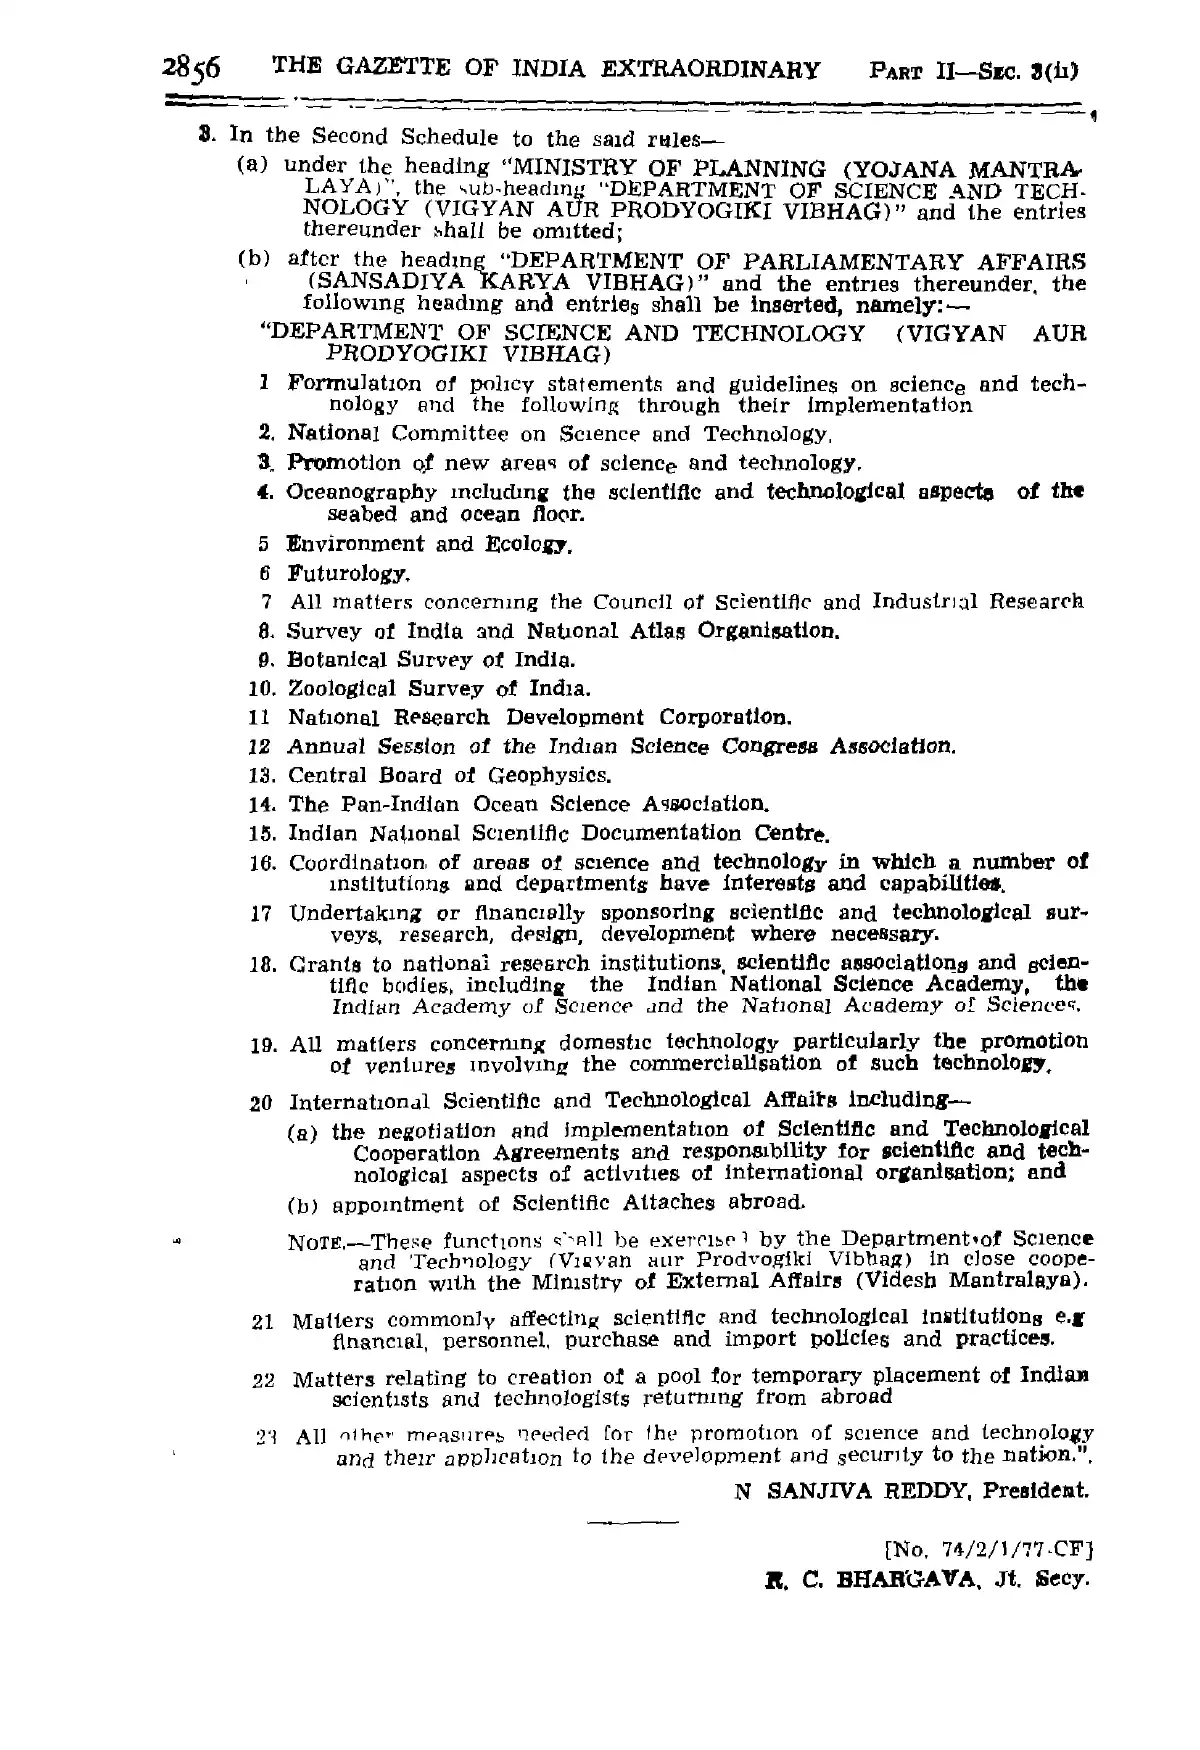 2856 THE GAZETTE OF INDIA EXTRAORDINARY PART II—SEC. 3(ii)
3. In the Second Schedule to the said rules—
(a) under the heading "MINISTRY OF PLANNING (YOJANA MANTRA-
LAYA)", the sub-heading "DEPARTMENT OF SCIENCE AND TECH-
NOLOGY (VIGYAN AUR PRODYOGIKI VIBHAG)" and the entries
thereunder shall be omitted;
(b) after the heading "DEPARTMENT OF PARLIAMENTARY AFFAIRS
(SANSADIYA KARYA VIBHAG)" and the entries thereunder, the
following heading and entries shall be inserted, namely:—
"DEPARTMENT OF SCIENCE AND TECHNOLOGY (VIGYAN AUR
PRODYOGIKI VIBHAG)
1 Formulation of policy statements and guidelines on science and tech-
nology and the following through their implementation
2. National Committee on Science and Technology.
3. Promotion of new areas of science and technology.
4. Oceanography including the scientific and technological aspects of the
seabed and ocean floor.
5 Environment and Ecology.
6 Futurology.
7 All matters concerning the Council of Scientific and Industrial Research
8. Survey of India and National Atlas Organisation.
9. Botanical Survey of India.
10. Zoological Survey of India.
11 National Research Development Corporation.
12 Annual Session of the Indian Science Congress Association.
13. Central Board of Geophysics.
14. The Pan-Indian Ocean Science Association.
15. Indian National Scientific Documentation Centre.
16. Coordination of areas of science and technology in which a number of
institutions and departments have interests and capabilities.
17 Undertaking or financially sponsoring scientific and technological sur-
veys, research, design, development where necessary.
18. Grants to national research institutions, scientific associations and scien-
tific bodies, including the Indian National Science Academy, the
Indian Academy of Science and the National Academy of Sciences.
19. All matters concerning domestic technology particularly the promotion
of ventures involving the commercialisation of such technology.
20 International Scientific and Technological Affairs including—
(a) the negotiation and implementation of Scientific and Technological
Cooperation Agreements and responsibility for scientific and tech-
nological aspects of activities of international organisation; and
(b) appointment of Scientific Attaches abroad.
NOTE.—These functions shall be exercised by the Department of Science
and Technology (Vigyan aur Prodyogiki Vibhag) in close coope-
ration with the Ministry of External Affairs (Videsh Mantralaya).
21 Matters commonly affecting scientific and technological institutions e.g
financial, personnel, purchase and import policies and practices.
22 Matters relating to creation of a pool for temporary placement of Indian
scientists and technologists returning from abroad
23 All other measures needed for the promotion of science and technology
and their application to the development and security to the nation.".
N SANJIVA REDDY, President.
[No. 74/2/1/77-CF]
R. C. BHARGAVA, Jt. Secy.